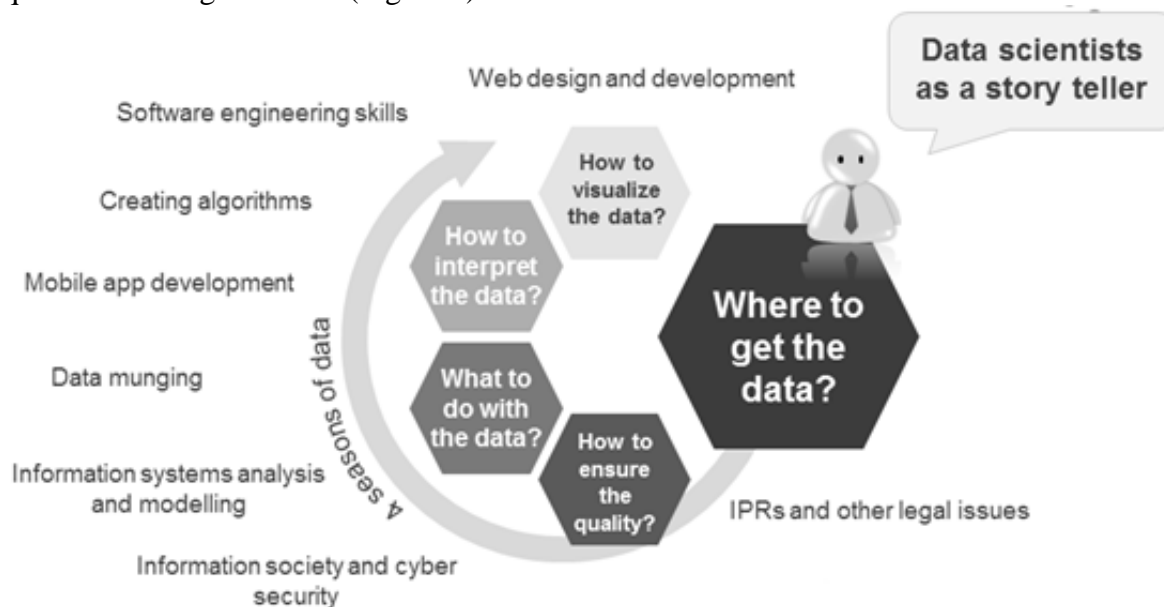 Data scientists
as a story teller
Web design and development
Software engineering skills
Creating algorithms
Mobile app development
Data munging
Information systems analysis
and modelling
Information society and cyber
security
IPRs and other legal issues
4 seasons of data
How to
visualize
the data?
How to
interpret
the data?
What to
do with
the data?
How to
ensure
the
quality?
Where to
get the
data?